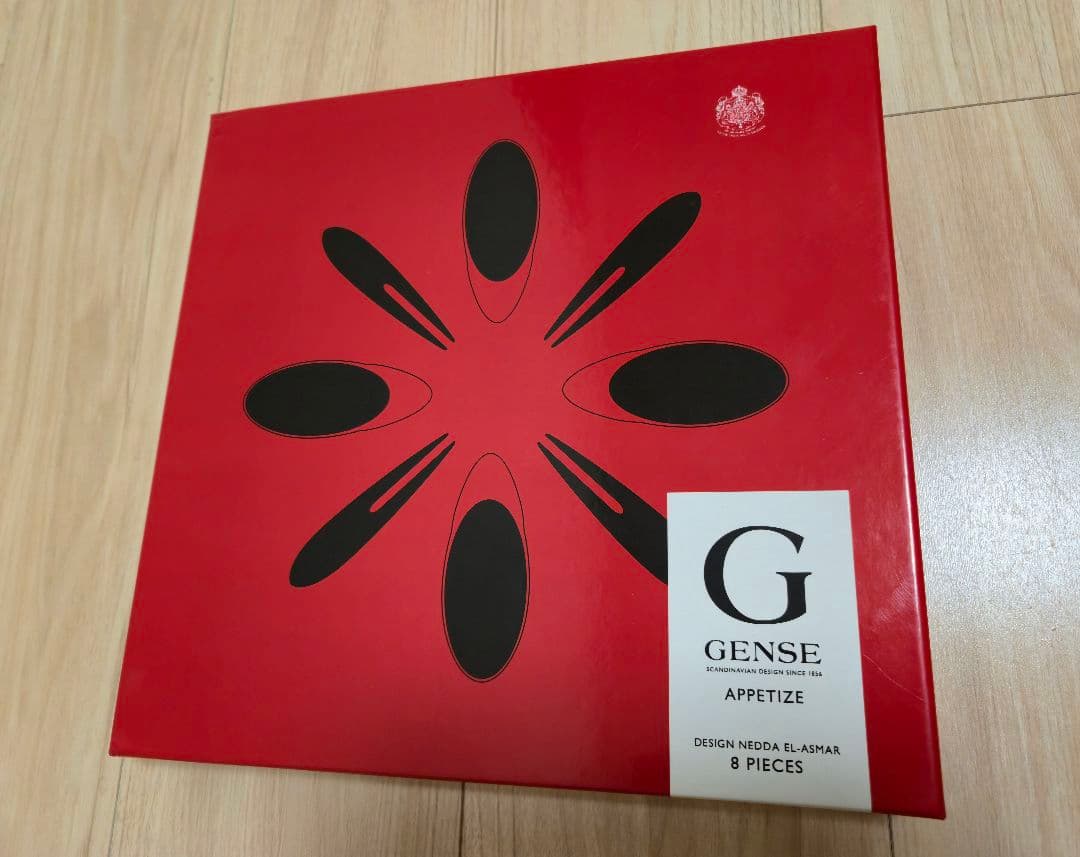 G
GENSE
SCANDINAVIAN DESIGN SINCE 1856
APPETIZE
DESIGN NEDDA EL-ASMAR
8 PIECES